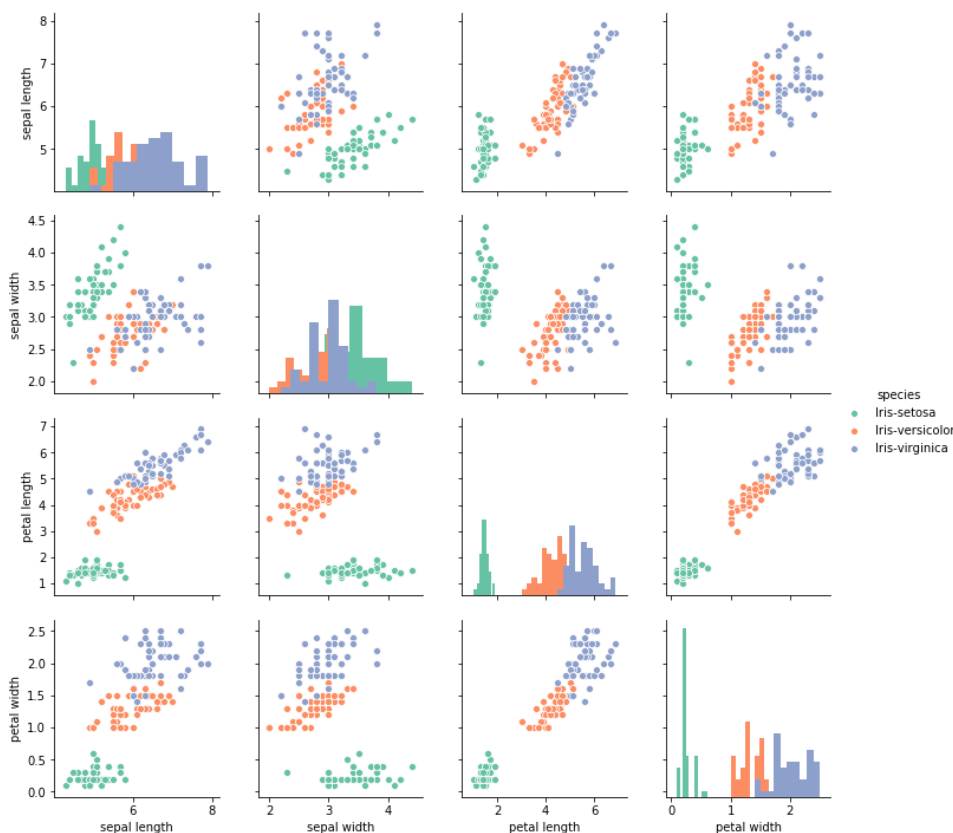 8
7
6
5
sepal length
4.5
4.0
3.5
3.0
2.5
2.0
sepal width
species
Iris-setosa
Iris-versicolor
Iris-virginica
7
6
5
4
3
2
1
petal length
2.5
2.0
1.5
1.0
0.5
0.0
petal width
6 8
2 3 4
2 4 6
0 1 2
sepal length
sepal width
petal length
petal width